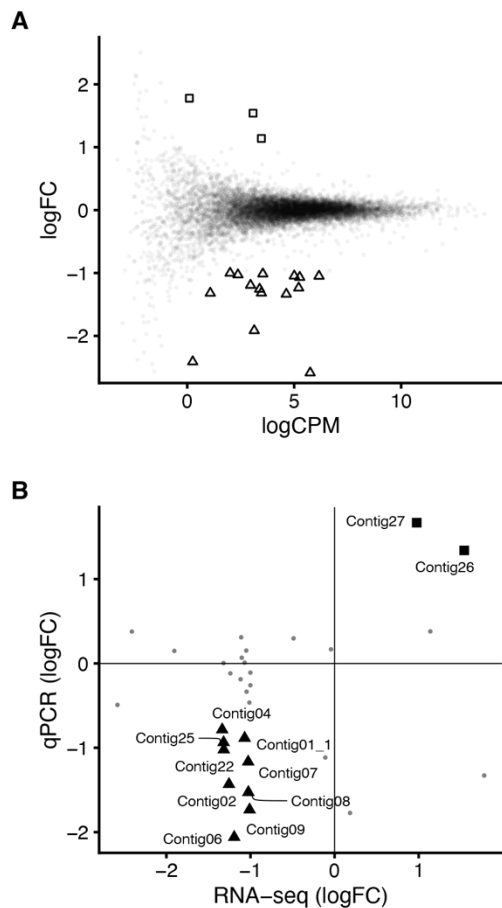 A
2
1
0
−1
−2
logFC
0
5
10
logCPM
B
Contig27
Contig26
1
0
−1
−2
qPCR (logFC)
Contig04
Contig25
Contig01_1
Contig22
Contig07
Contig02
Contig08
Contig06
Contig09
−2
−1
0
1
RNA−seq (logFC)